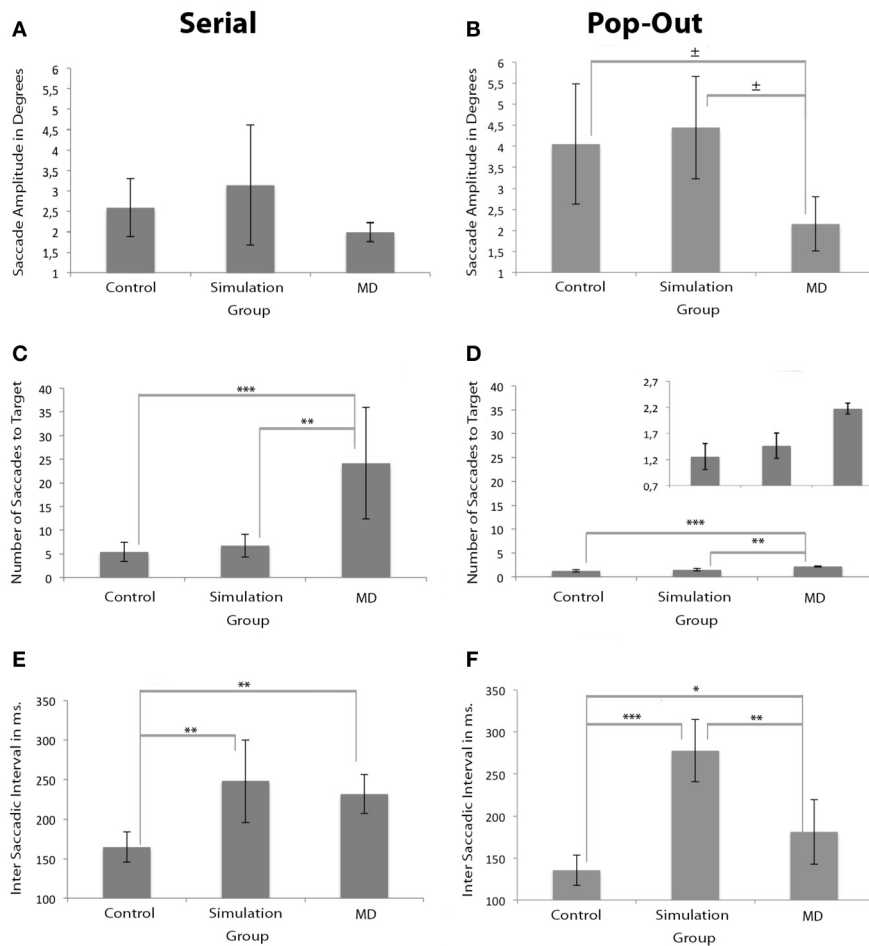 Serial
Pop-Out
A
Saccade Amplitude in Degrees
6
5,5
5
4,5
4
3,5
3
2,5
2
1,5
1
Control
Simulation
MD
Group
B
Saccade Amplitude in Degrees
6
5,5
5
4,5
4
3,5
3
2,5
2
1,5
1
±
±
Control
Simulation
MD
Group
C
Number of Saccades to Target
40
35
30
25
20
15
10
5
0
***
**
Control
Simulation
MD
Group
D
Number of Saccades to Target
40
35
30
25
20
15
10
5
0
2,7
2,2
1,7
1,2
0,7
***
**
Control
Simulation
MD
Group
E
Inter Saccadic Interval in ms.
350
300
250
200
150
100
**
**
Control
Simulation
MD
Group
F
Inter Saccadic Interval in ms.
350
300
250
200
150
100
*
***
**
Control
Simulation
MD
Group